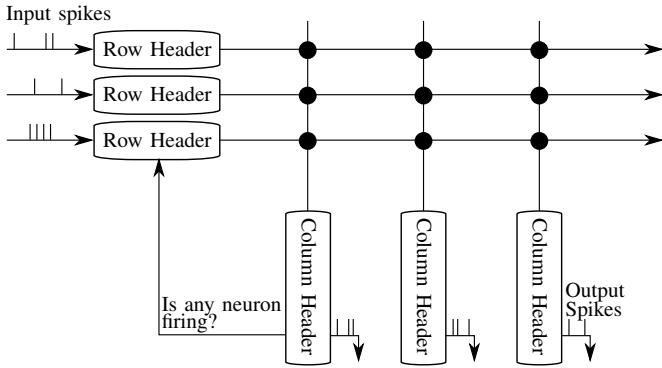 Input spikes
Row Header
Row Header
Row Header
Column Header
Column Header
Column Header
Is any neuron
firing?
Output
Spikes